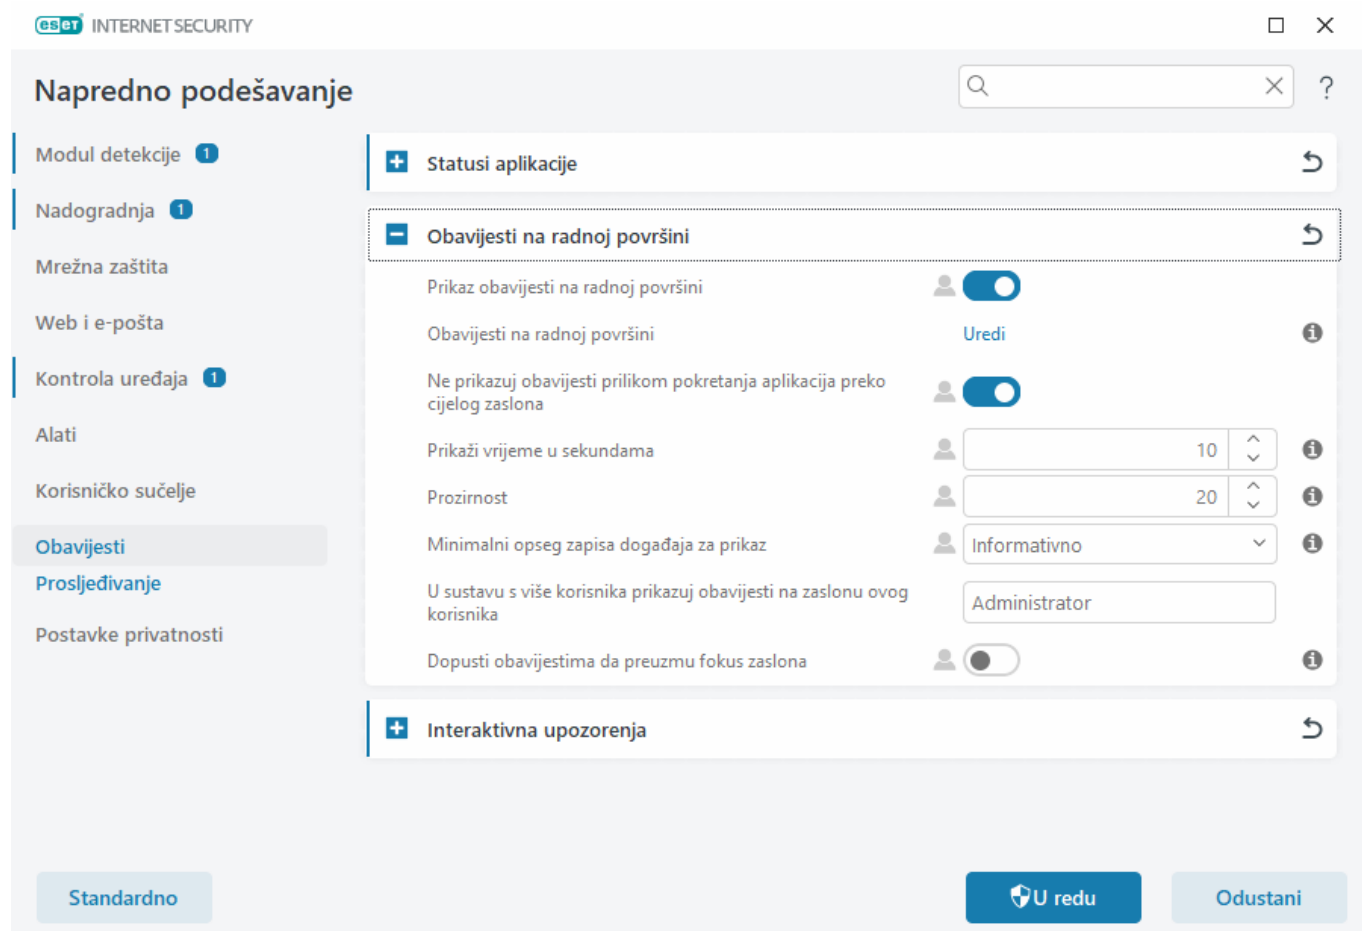 eset INTERNET SECURITY
Napredno podešavanje
?
Modul detekcije 1
Nadogradnja 1
Mrežna zaštita
Web i e-pošta
Kontrola uređaja 1
Alati
Korisničko sučelje
Obavijesti
Prosljeđivanje
Postavke privatnosti
Statusi aplikacije
Obavijesti na radnoj površini
Prikaz obavijesti na radnoj površini
Obavijesti na radnoj površini Uredi
Ne prikazuj obavijesti prilikom pokretanja aplikacija preko
cijelog zaslona
Prikaži vrijeme u sekundama 10
Prozirnost 20
Minimalni opseg zapisa događaja za prikaz Informativno
U sustavu s više korisnika prikazuj obavijesti na zaslonu ovog
korisnika
Administrator
Dopusti obavijestima da preuzmu fokus zaslona
Interaktivna upozorenja
Standardno U redu Odustani